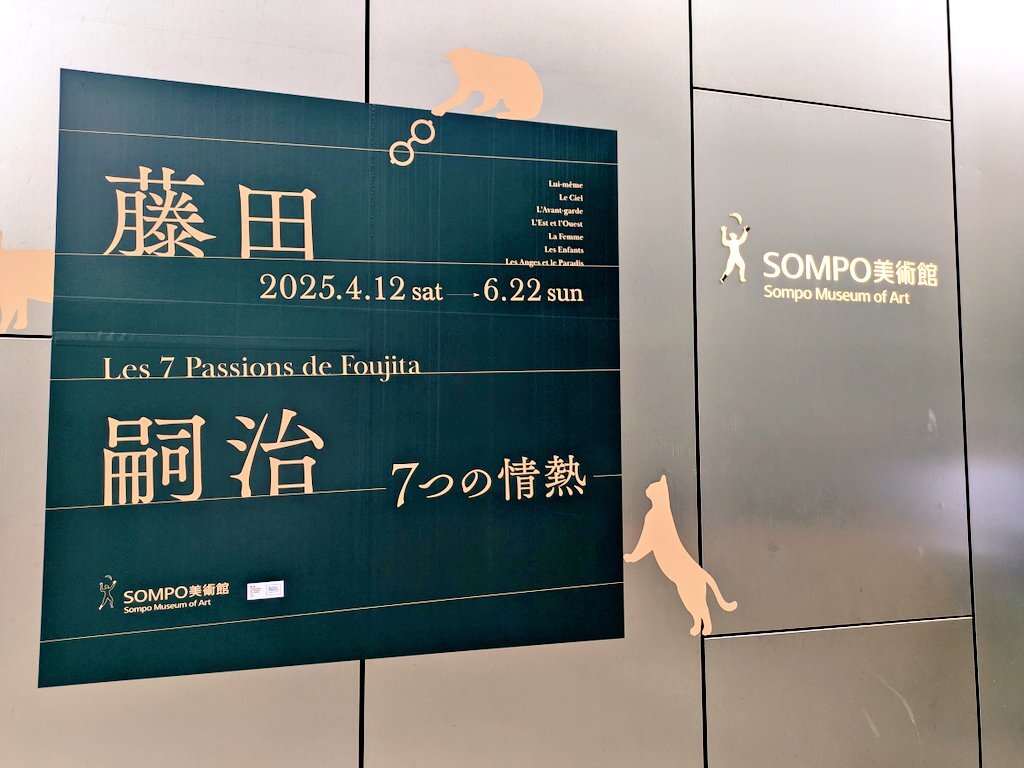 藤田
Lui-même
Le Ciel
L'Avant-garde
L'Est et l'Ouest
La Femme
Les Enfants
Les Anges et le Paradis
2025.4.12 sat → 6.22 sun
Les 7 Passions de Foujita
嗣治
7つの情熱
SOMPO美術館
Sompo Museum of Art
SOMPO美術館
Sompo Museum of Art